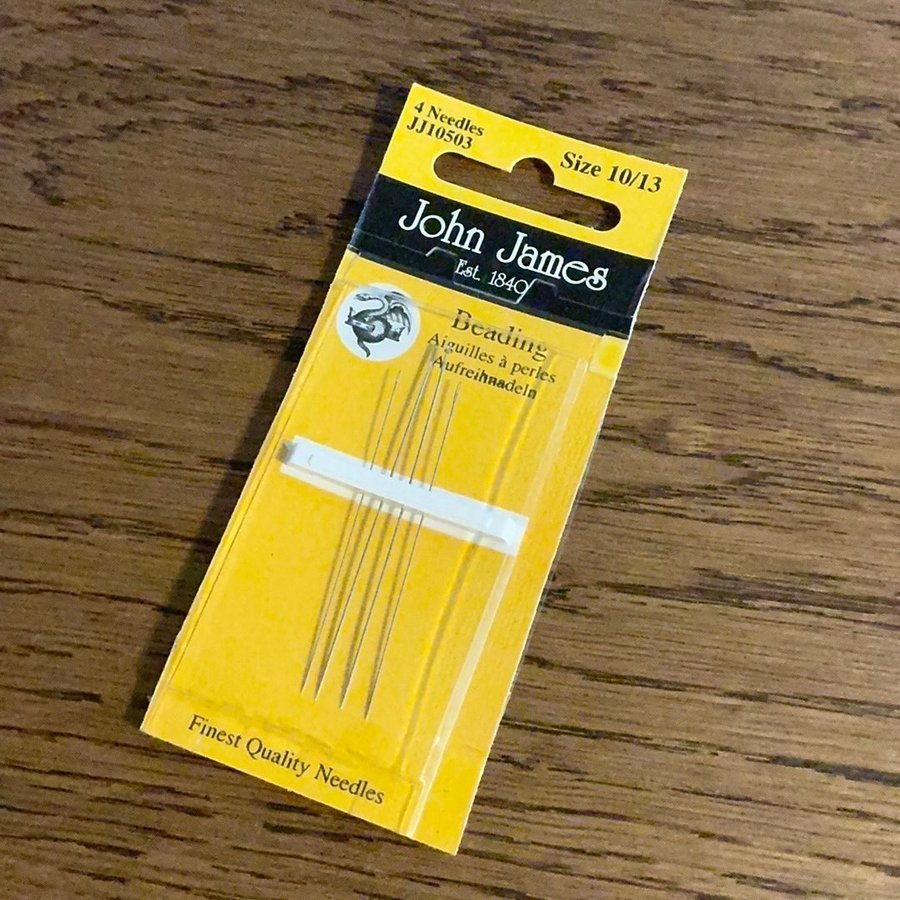 4 Needles
JJ10503
Size 10/13
John James
Est. 1840
Beading
Aiguilles à perles
Aufreihnadeln
Finest Quality Needles